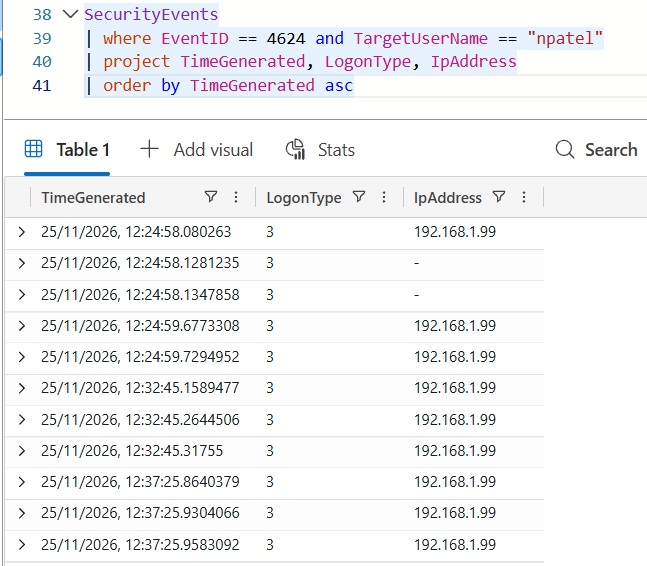 38 SecurityEvents
39 | where EventID == 4624 and TargetUserName == "npatel"
40 | project TimeGenerated, LogonType, IpAddress
41 | order by TimeGenerated asc
Table 1 Add visual Stats Search
TimeGenerated LogonType IpAddress
25/11/2026, 12:24:58.080263 3 192.168.1.99
25/11/2026, 12:24:58.1281235 3 -
25/11/2026, 12:24:58.1347858 3 -
25/11/2026, 12:24:59.6773308 3 192.168.1.99
25/11/2026, 12:24:59.7294952 3 192.168.1.99
25/11/2026, 12:32:45.1589477 3 192.168.1.99
25/11/2026, 12:32:45.2644506 3 192.168.1.99
25/11/2026, 12:32:45.31755 3 192.168.1.99
25/11/2026, 12:37:25.8640379 3 192.168.1.99
25/11/2026, 12:37:25.9304066 3 192.168.1.99
25/11/2026, 12:37:25.9583092 3 192.168.1.99